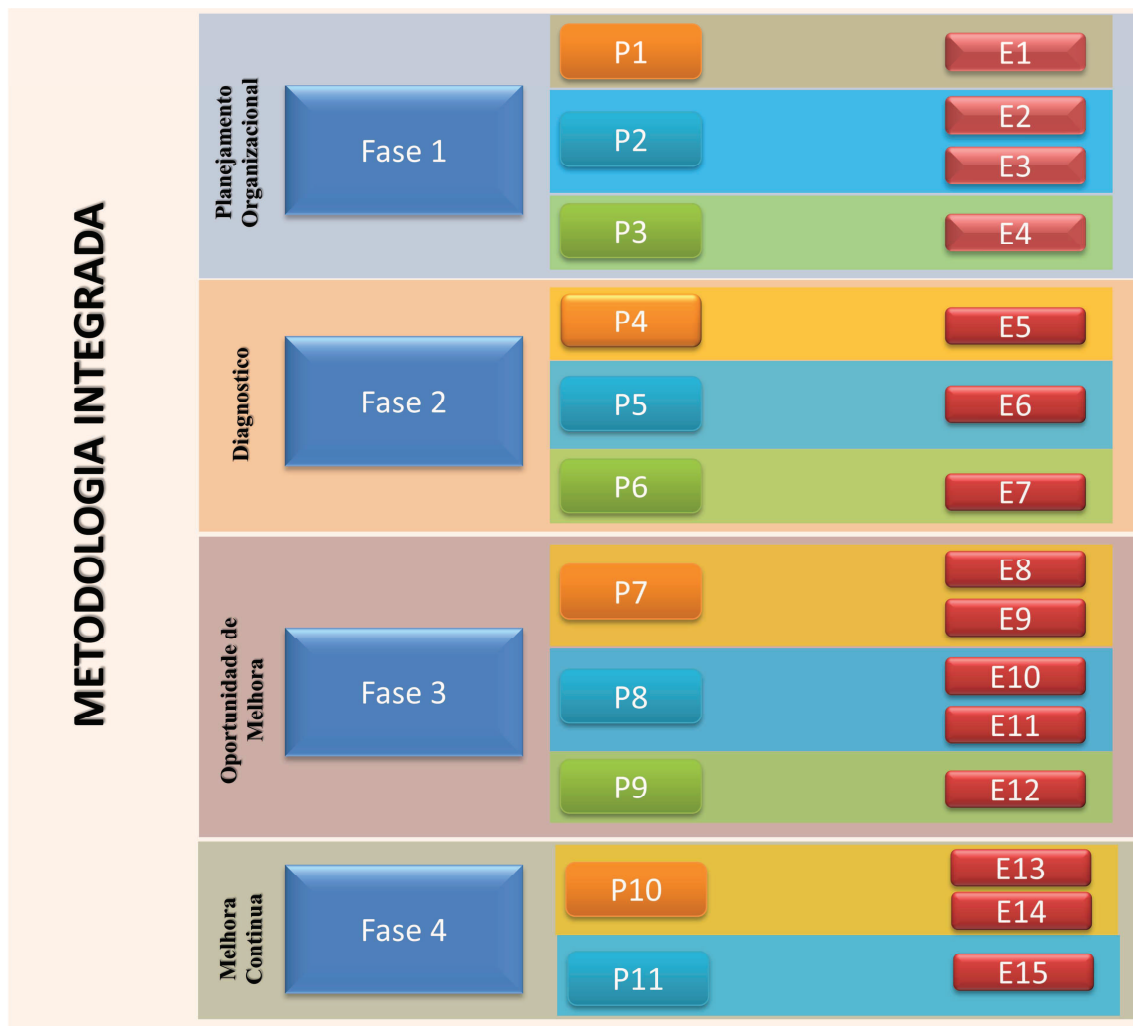 METODOLOGIA INTEGRADA
Planejamento
Organizacional
Fase 1
P1
E1
P2
E2
E3
P3
E4
Diagnostico
Fase 2
P4
E5
P5
E6
P6
E7
Oportunidade de
Melhora
Fase 3
P7
E8
E9
P8
E10
E11
P9
E12
Melhora
Continua
Fase 4
P10
E13
E14
P11
E15